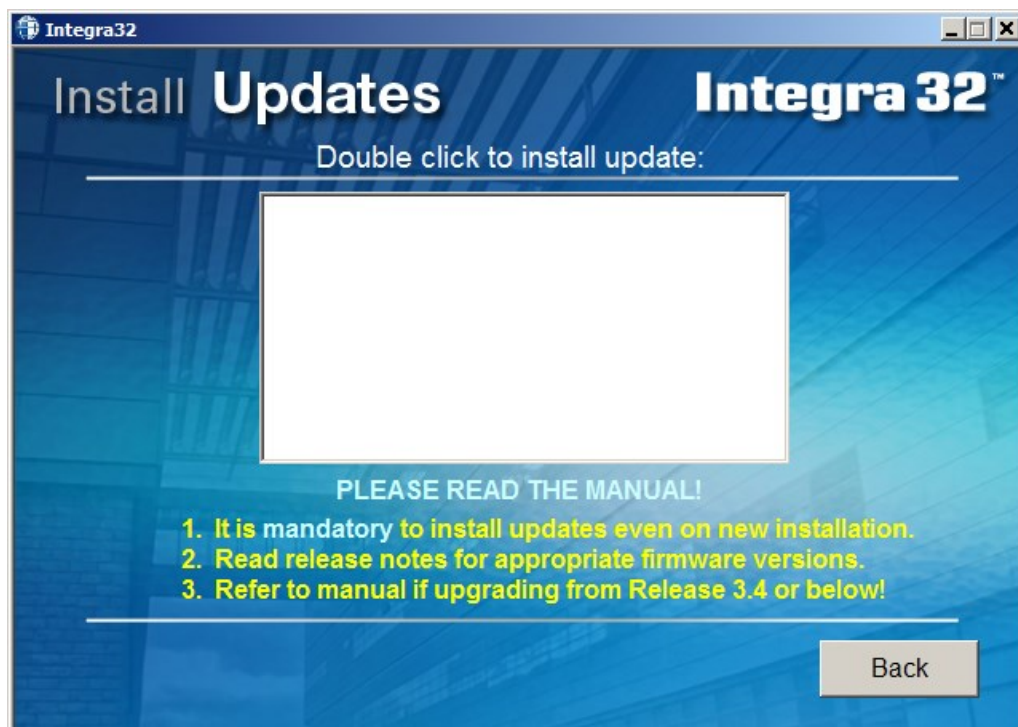 Integra32
Install Updates
Integra 32™
Double click to install update:
PLEASE READ THE MANUAL!
1. It is mandatory to install updates even on new installation.
2. Read release notes for appropriate firmware versions.
3. Refer to manual if upgrading from Release 3.4 or below!
Back